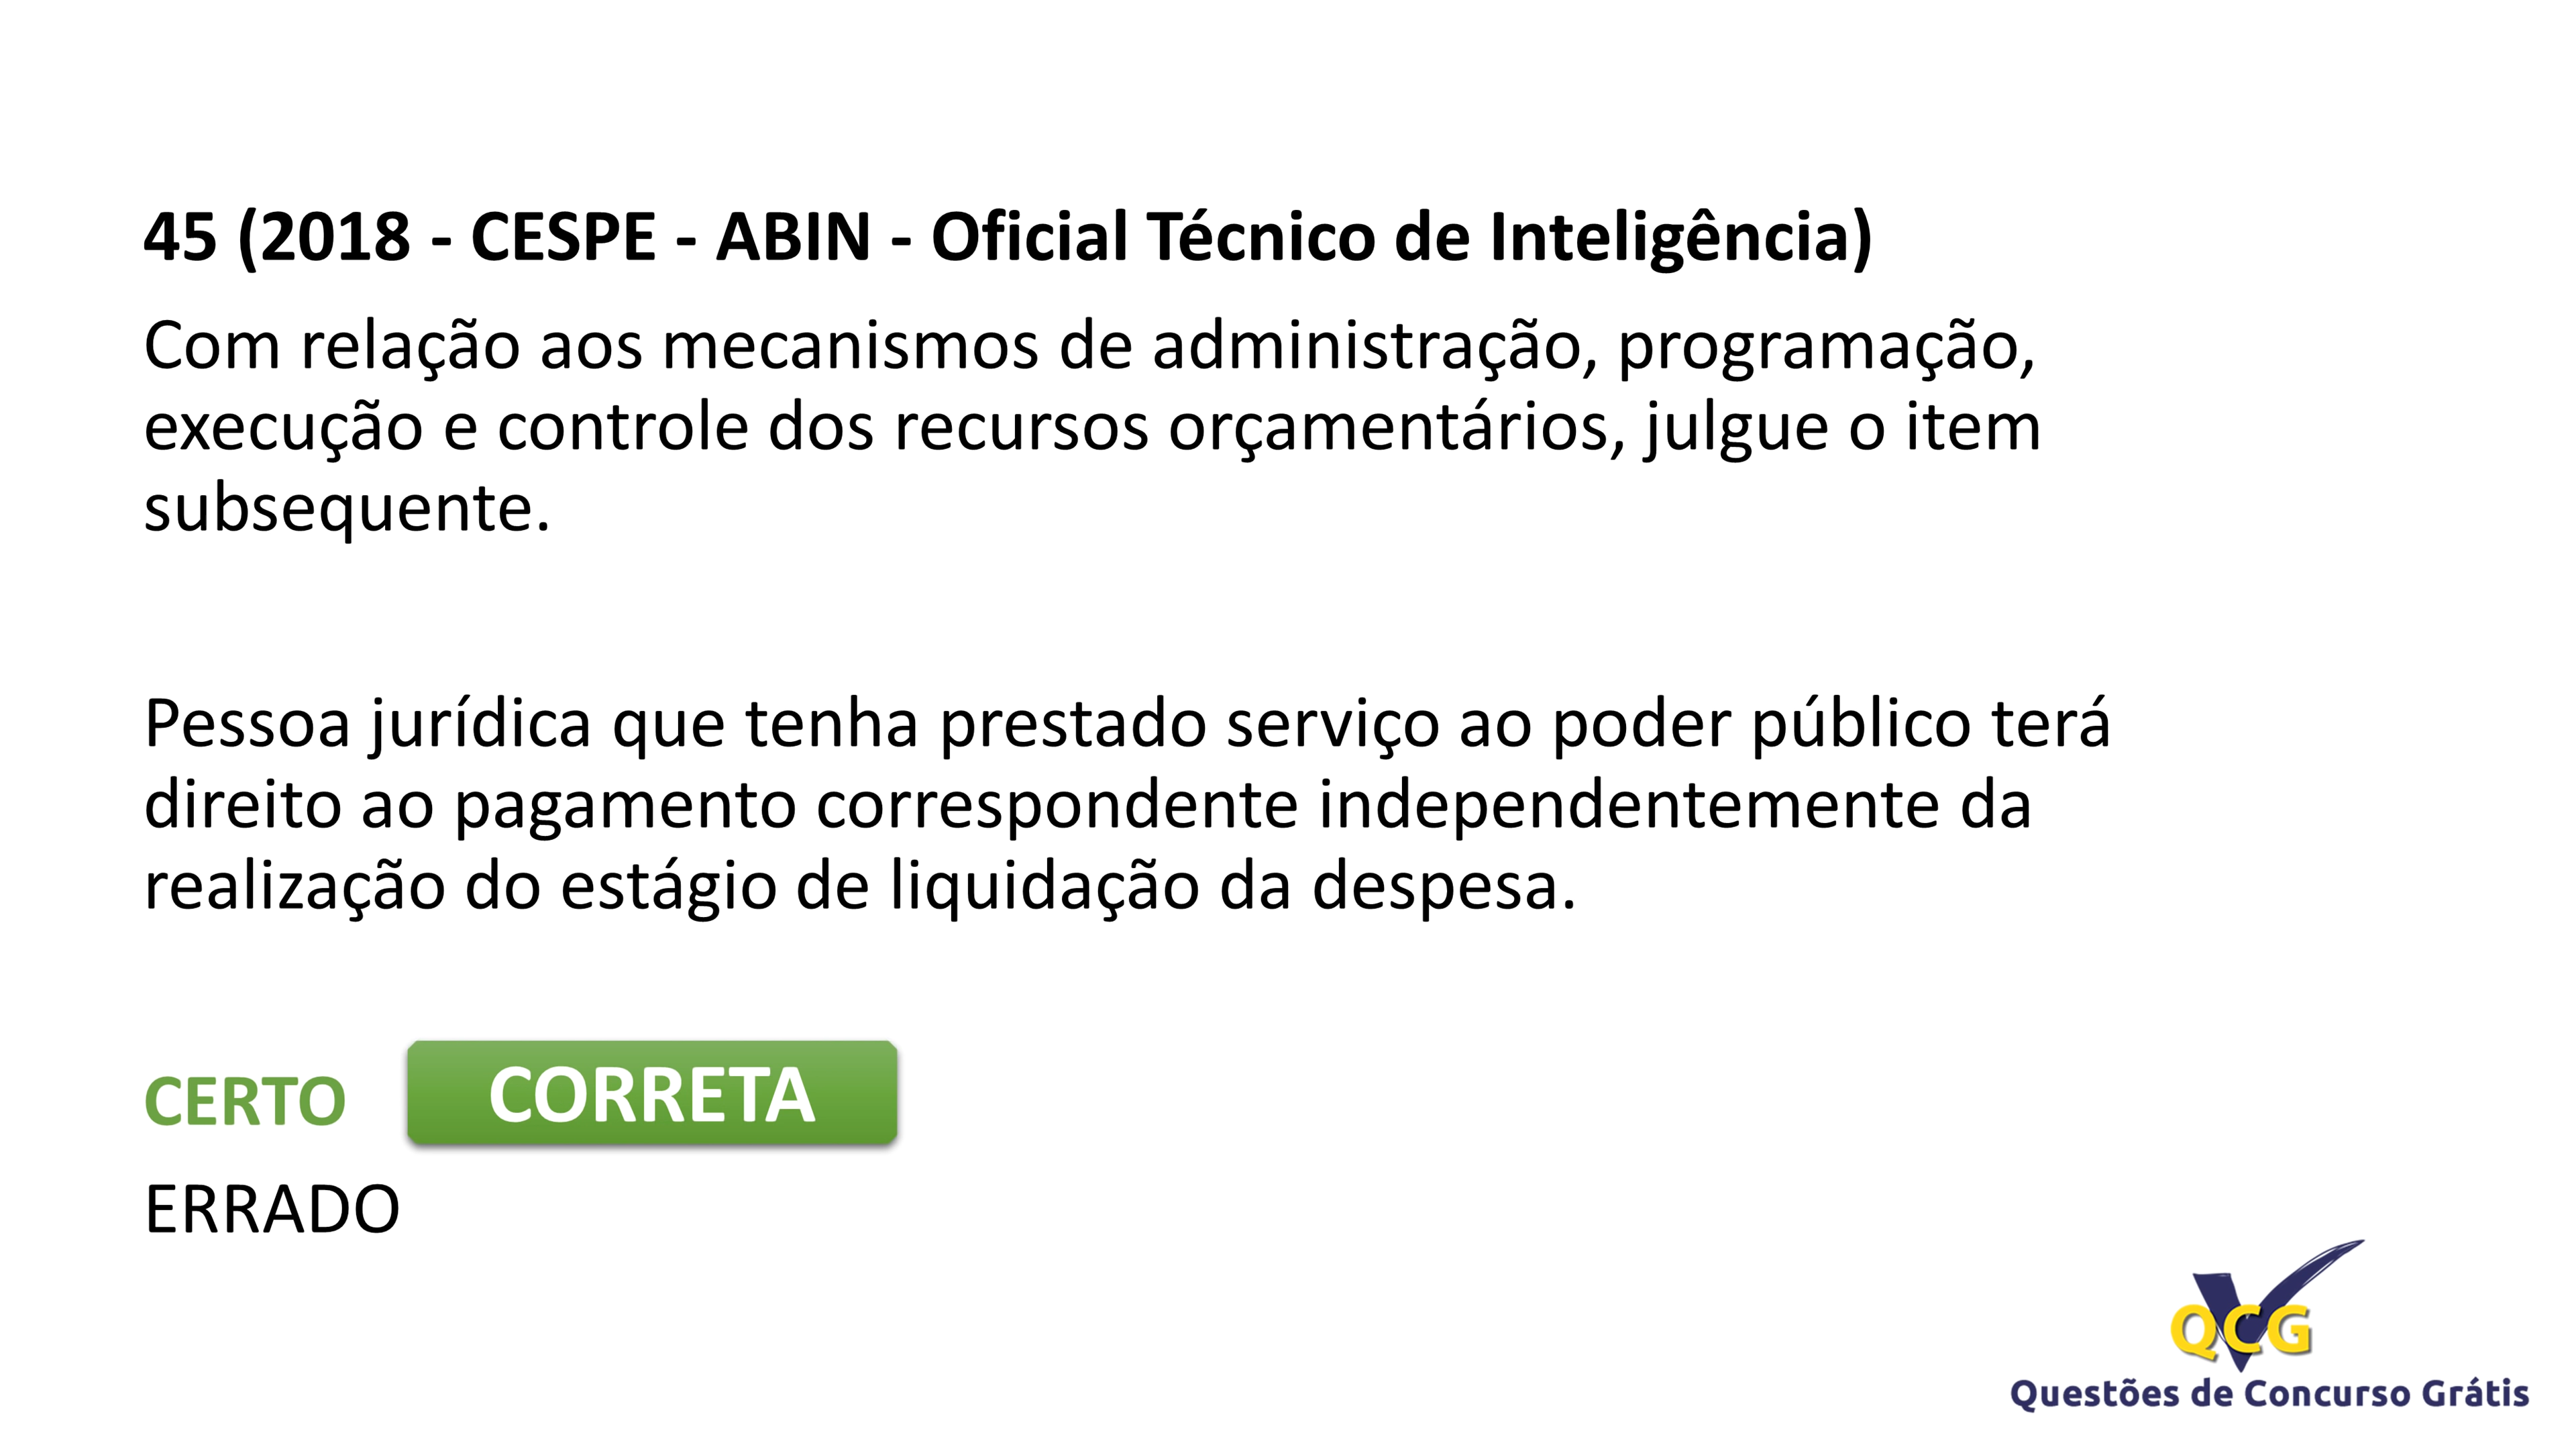 45 (2018 - CESPE - ABIN - Oficial Técnico de Inteligência)
Com relação aos mecanismos de administração, programação,
execução e controle dos recursos orçamentários, julgue o item
subsequente.
Pessoa jurídica que tenha prestado serviço ao poder público terá
direito ao pagamento correspondente independentemente da
realização do estágio de liquidação da despesa.
CERTO CORRETA
ERRADO
QCG
Questões de Concurso Grátis